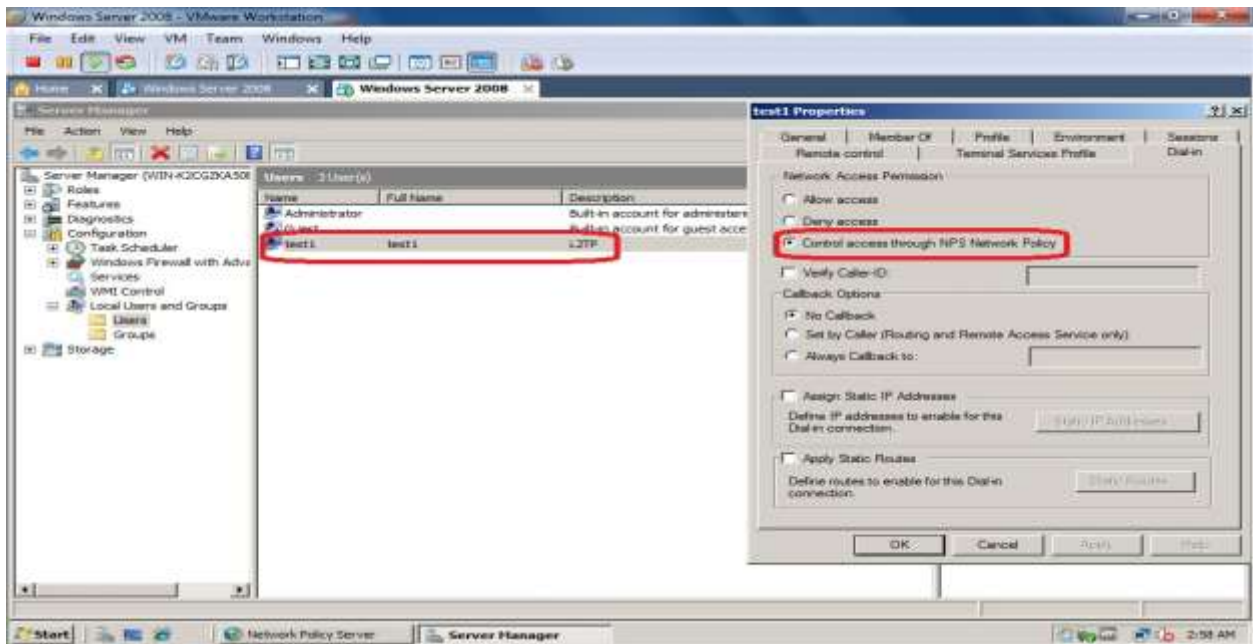 Windows Server 2008 - VMware Workstation
File Edit View VM Team Windows Help
Home Windows Server 2008 Windows Server 2008
Server Manager
File Action View Help
Server Manager (WIN-K2CG2KA50E
Roles
Features
Diagnostics
Configuration
Task Scheduler
Windows Firewall with Adva
Services
WMI Control
Local Users and Groups
Users
Groups
Storage
Users 3 User(s)
Name Full Name Description
Administrator Built-in account for administeri
Guest Built-in account for guest acce
test1 test1 L2TP
test1 Properties
General Member Of Profile Environment Sessions
Remote control Terminal Services Profile Dial-in
Network Access Permission
Allow access
Deny access
Control access through NPS Network Policy
Verify Caller-ID:
Callback Options
No Callback
Set by Caller (Routing and Remote Access Service only)
Always Callback to:
Assign Static IP Addresses
Define IP addresses to enable for this
Dial-in connection.
Static IP Addresses
Apply Static Routes
Define routes to enable for this Dial-in
connection.
Static Routes
OK Cancel Apply Help
Start Network Policy Server Server Manager 2:58 AM